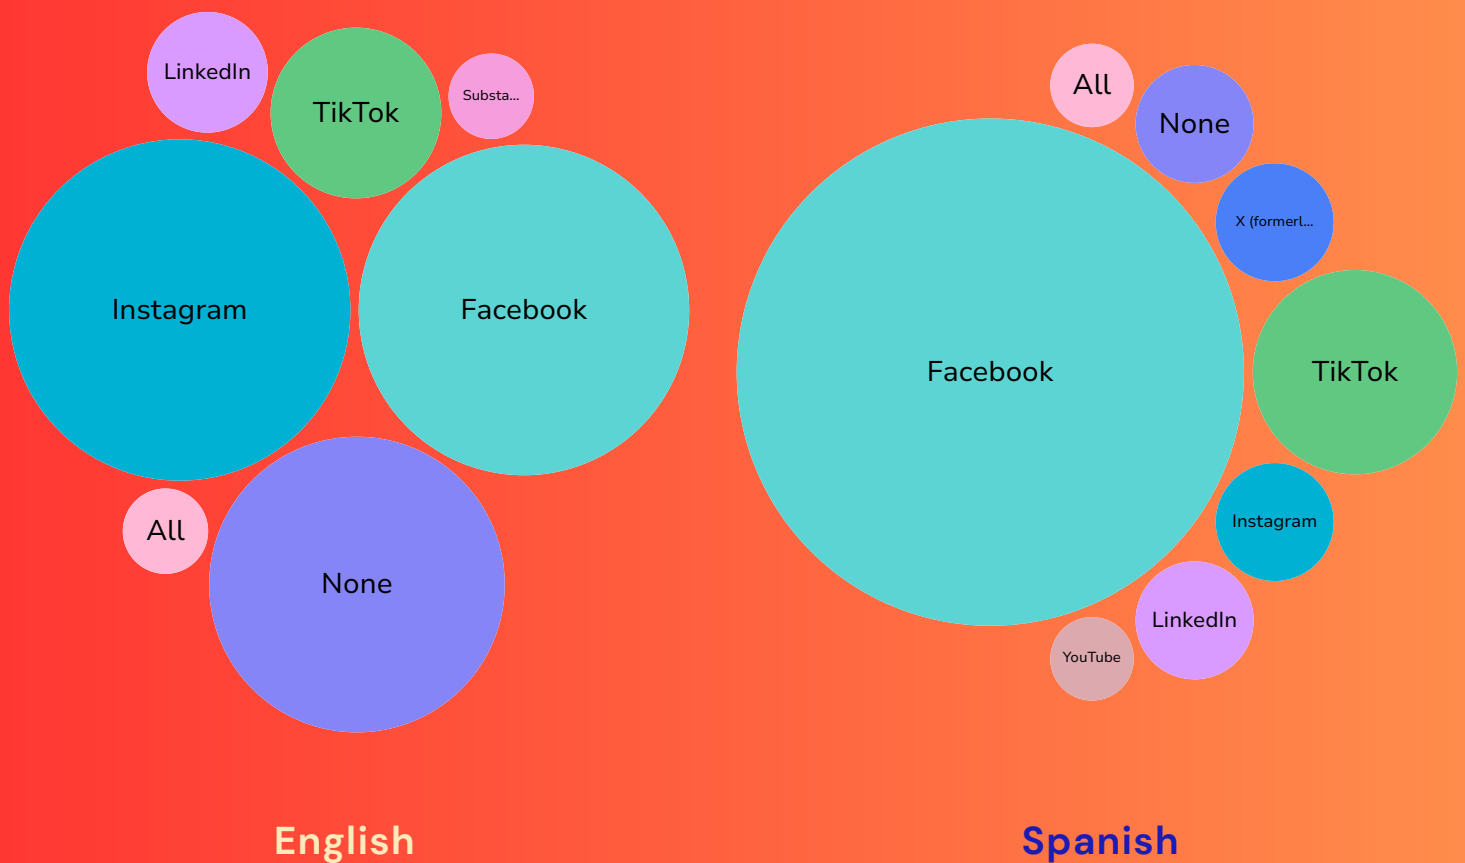 LinkedIn
TikTok
Substa...
Instagram
Facebook
All
None
English
All
None
X (formerl...
Facebook
TikTok
Instagram
LinkedIn
YouTube
Spanish